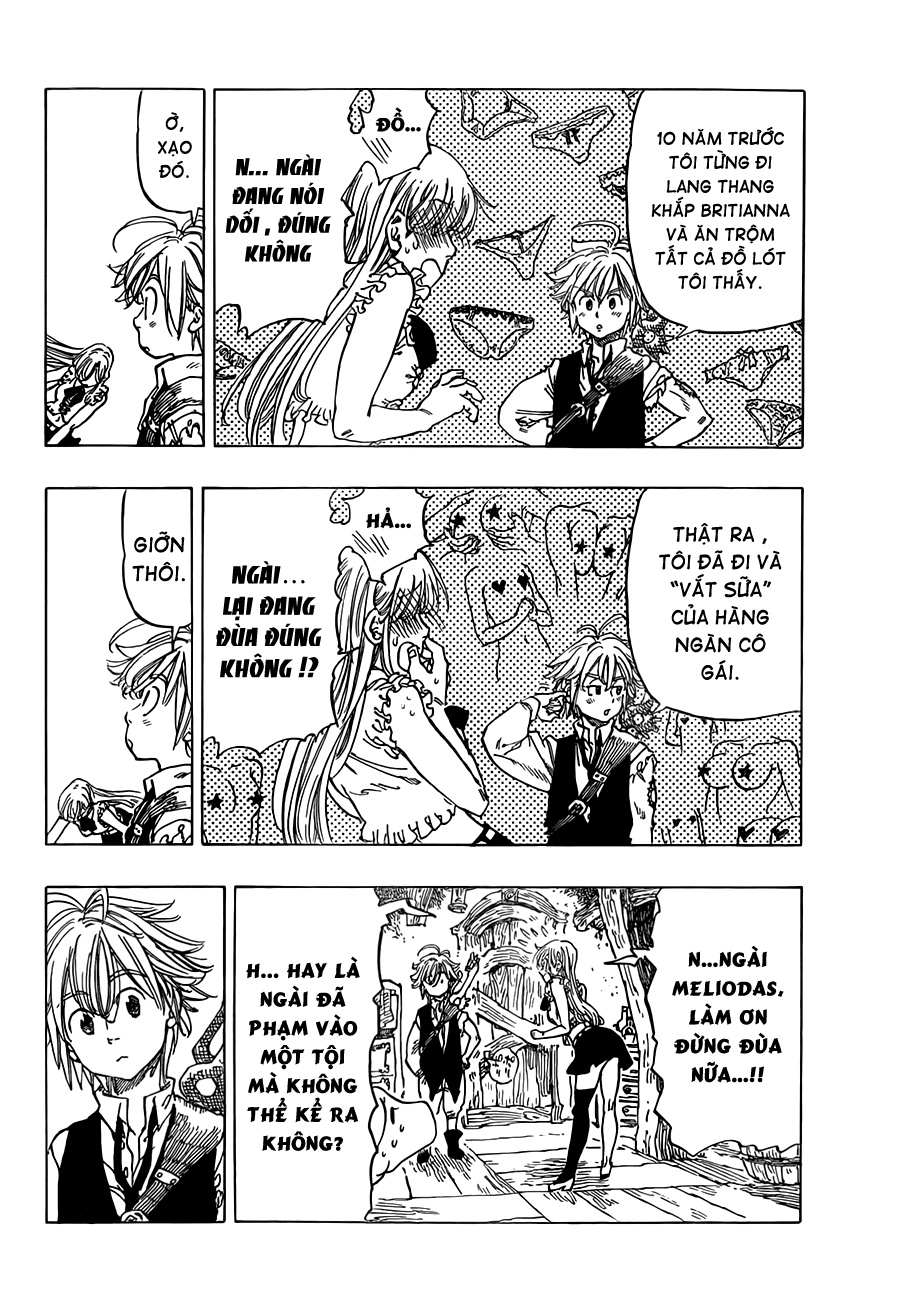 10 NĂM TRƯỚC
TÔI TỪNG ĐI
LANG THANG
KHẮP BRITIANNA
VÀ ĂN TRỘM
TẤT CẢ ĐỒ LÓT
TÔI THẤY.
ĐỒ...
N... NGÀI
ĐANG NÓI
DỐI , ĐÚNG
KHÔNG
Ờ,
XẠO
ĐÓ.
THẬT RA ,
TÔI ĐÃ ĐI VÀ
"VẮT SỮA"
CỦA HÀNG
NGÀN CÔ
GÁI.
HẢ...
NGÀI...
LẠI ĐANG
ĐÙA ĐÚNG
KHÔNG !?
GIỠN
THÔI.
N...NGÀI
MELIODAS,
LÀM ƠN
ĐỪNG ĐÙA
NỮA...!!
H... HAY LÀ
NGÀI ĐÃ
PHẠM VÀO
MỘT TỘI
MÀ KHÔNG
THỂ KỂ RA
KHÔNG?